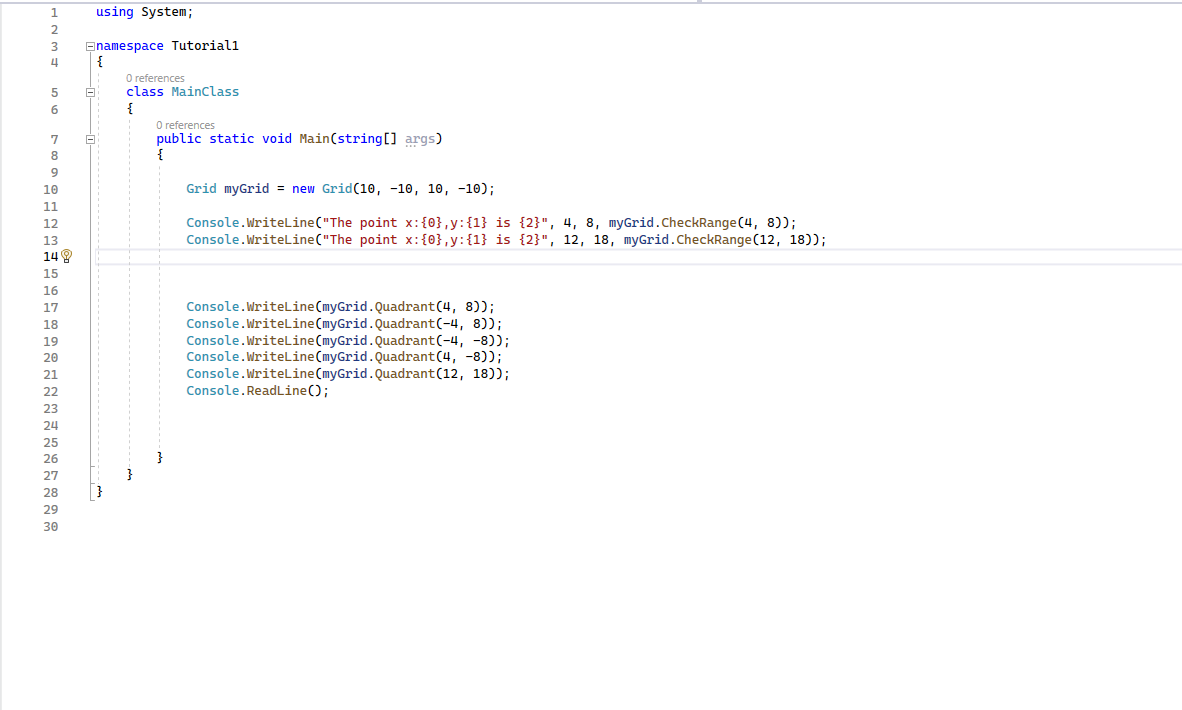 1 using System;
2
3 namespace Tutorial1
4 {
0 references
5 class MainClass
6 {
0 references
7 public static void Main(string[] args)
8 {
9
10 Grid myGrid = new Grid(10, -10, 10, -10);
11
12 Console.WriteLine("The point x:{0},y:{1} is {2}", 4, 8, myGrid.CheckRange(4, 8));
13 Console.WriteLine("The point x:{0},y:{1} is {2}", 12, 18, myGrid.CheckRange(12, 18));
14
15
16
17 Console.WriteLine(myGrid.Quadrant(4, 8));
18 Console.WriteLine(myGrid.Quadrant(-4, 8));
19 Console.WriteLine(myGrid.Quadrant(-4, -8));
20 Console.WriteLine(myGrid.Quadrant(4, -8));
21 Console.WriteLine(myGrid.Quadrant(12, 18));
22 Console.ReadLine();
23
24
25
26 }
27 }
28 }
29
30